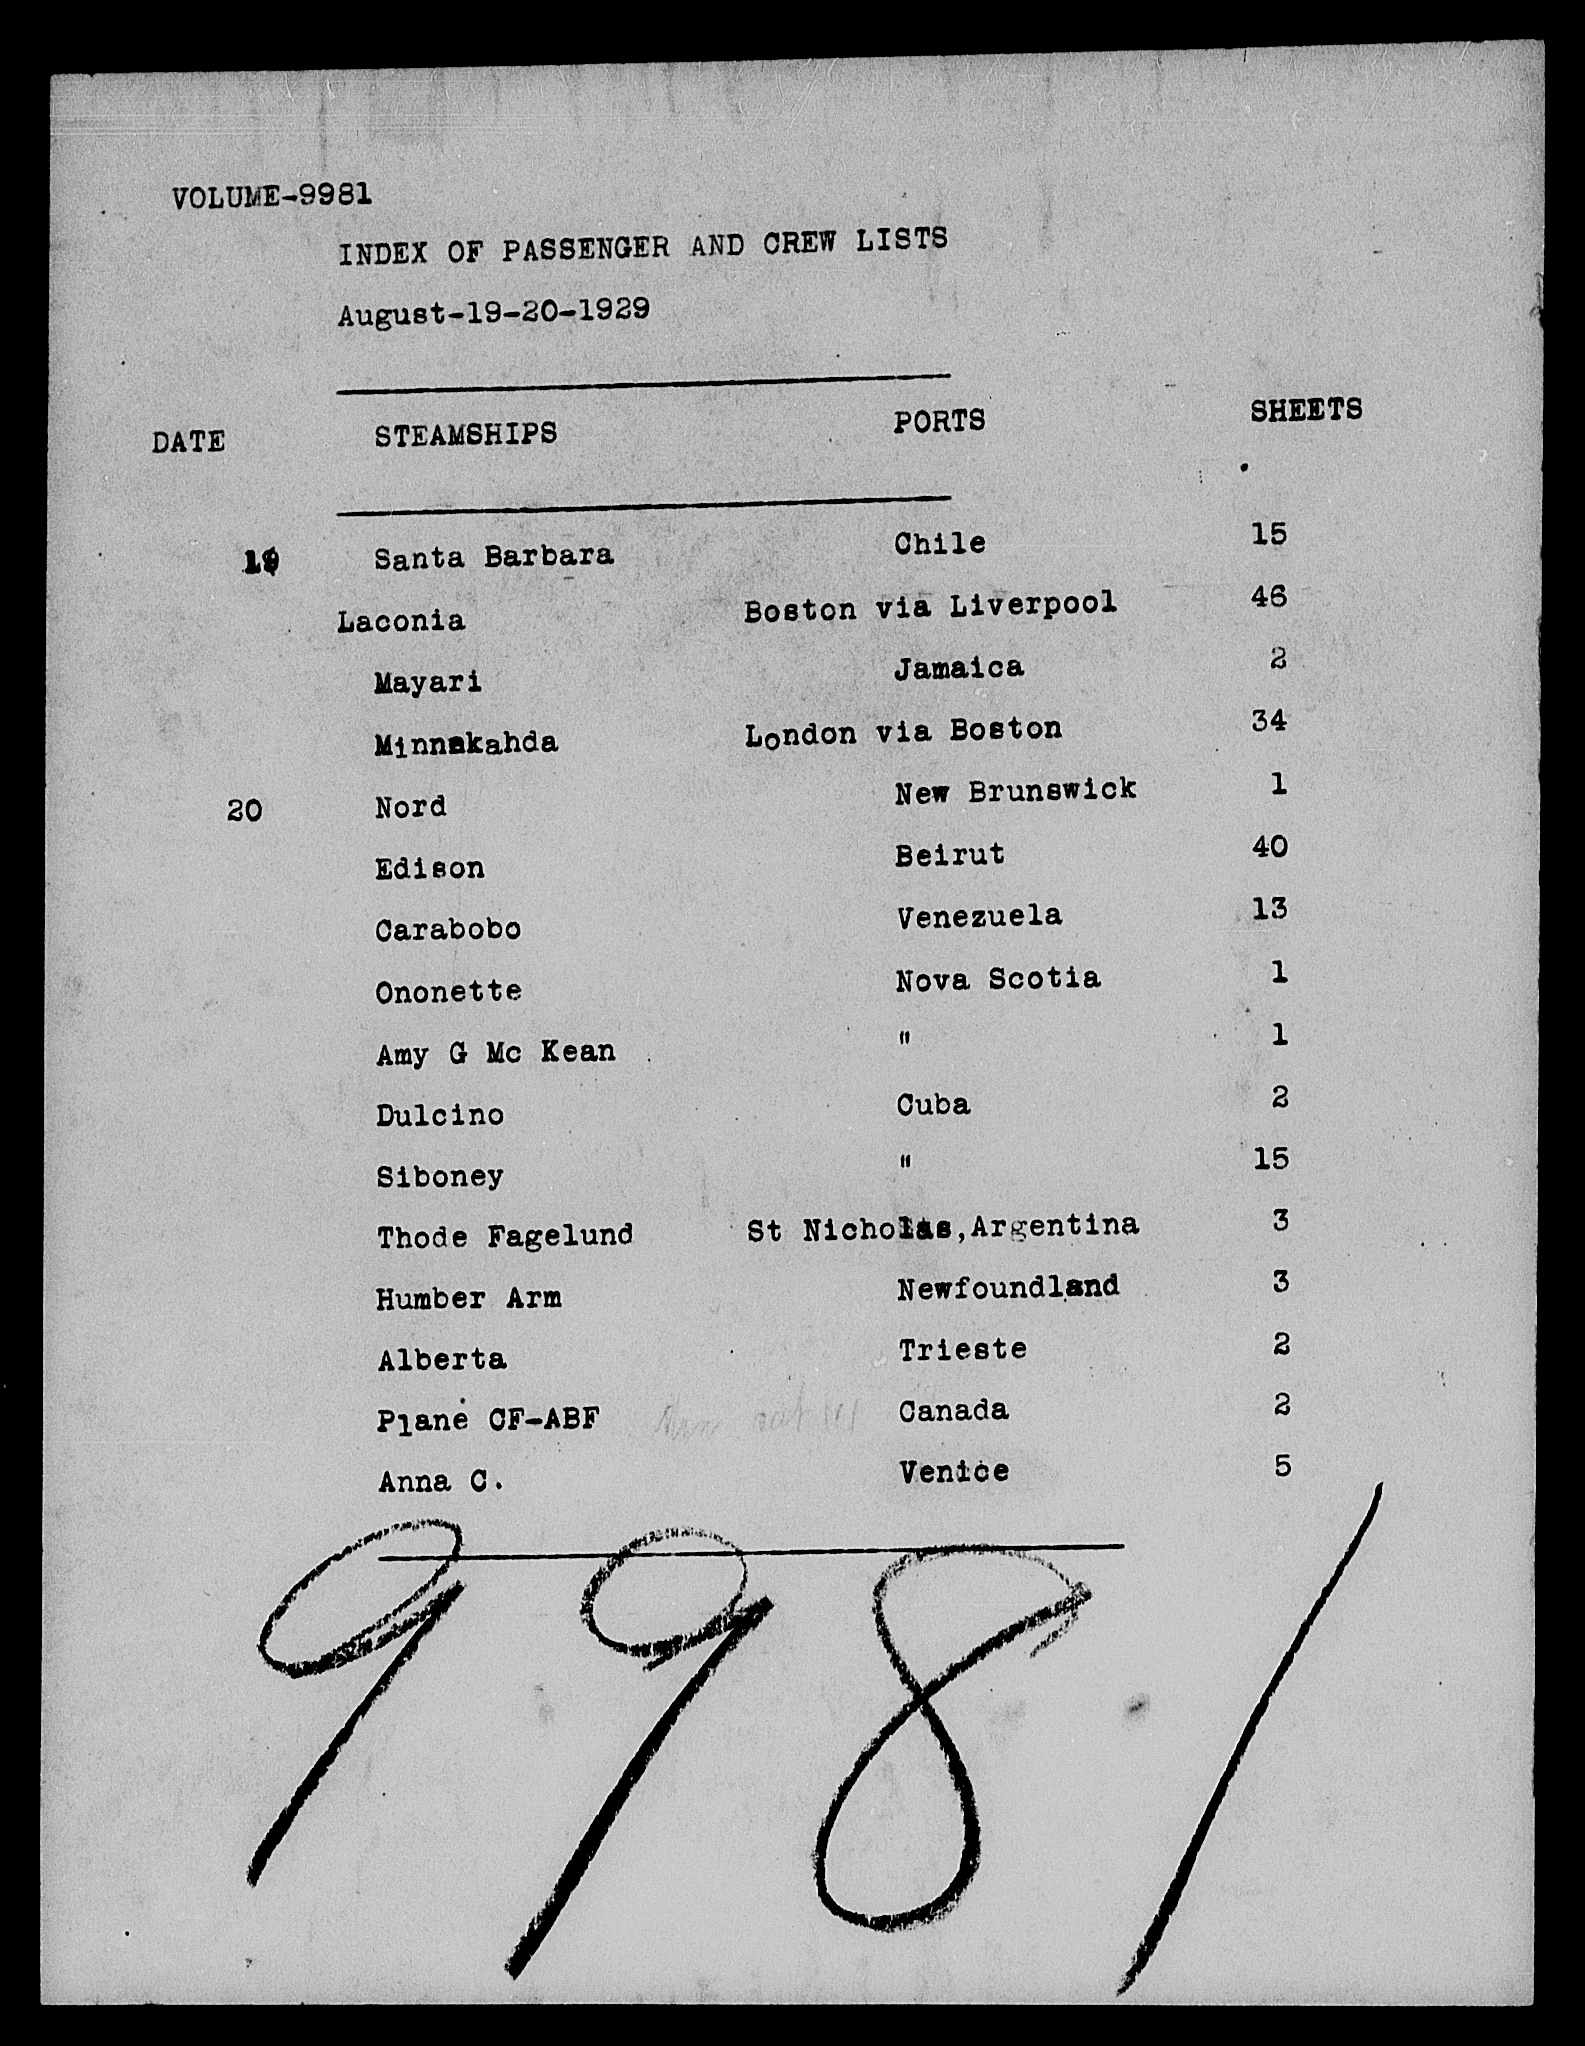 VOLUME-9981
INDEX OF PASSENGER AND CREW LISTS
August-19-20-1929
DATE STEAMSHIPS PORTS SHEETS
19 Santa Barbara Chile 15
Laconia Boston via Liverpool 46
Mayari Jamaica 2
Minnekahda London via Boston 34
20 Nord New Brunswick 1
Edison Beirut 40
Carabobo Venezuela 13
Ononette Nova Scotia 1
Amy G Mc Kean " 1
Dulcino Cuba 2
Siboney " 15
Thode Fagelund St Nicholas,Argentina 3
Humber Arm Newfoundland 3
Alberta Trieste 2
Plane CF-ABF Canada 2
Anna C. Venice 5
9981